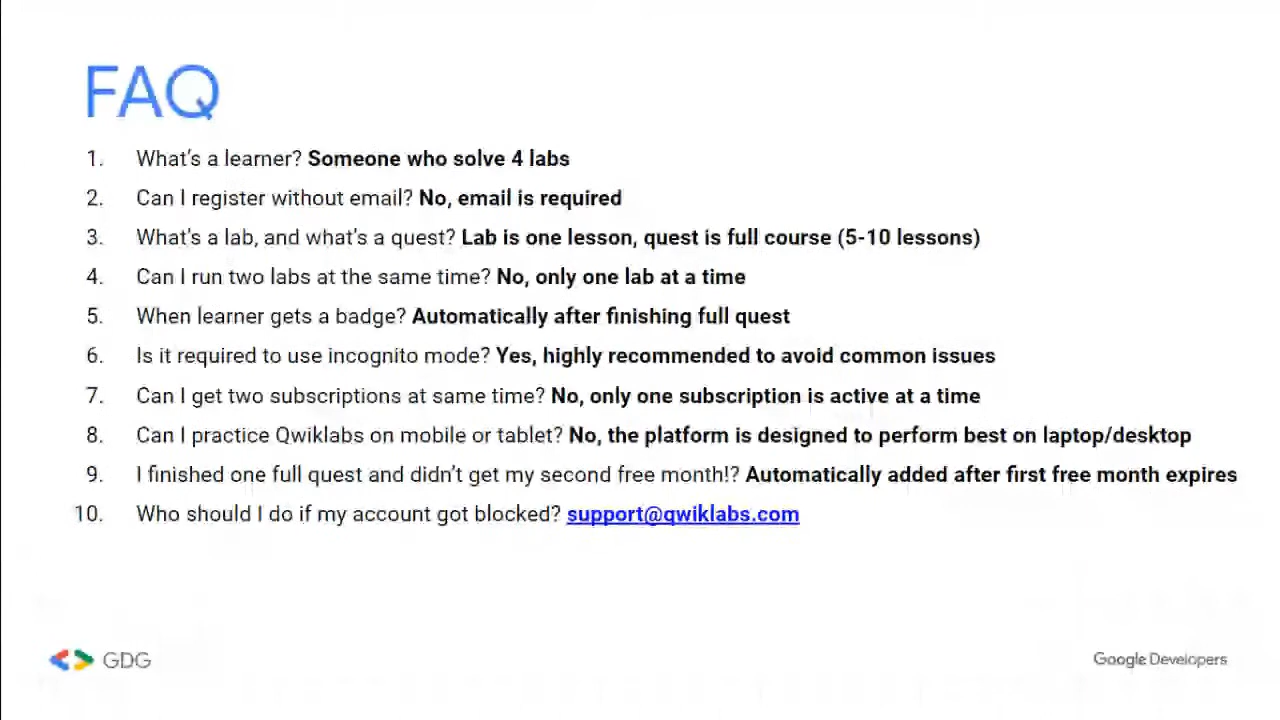 FAQ
1. What's a learner? Someone who solve 4 labs
2. Can I register without email? No, email is required
3. What's a lab, and what's a quest? Lab is one lesson, quest is full course (5-10 lessons)
4. Can I run two labs at the same time? No, only one lab at a time
5. When learner gets a badge? Automatically after finishing full quest
6. Is it required to use incognito mode? Yes, highly recommended to avoid common issues
7. Can I get two subscriptions at same time? No, only one subscription is active at a time
8. Can I practice Qwiklabs on mobile or tablet? No, the platform is designed to perform best on laptop/desktop
9. I finished one full quest and didn't get my second free month!? Automatically added after first free month expires
10. Who should I do if my account got blocked? support@qwiklabs.com
GDG
Google Developers